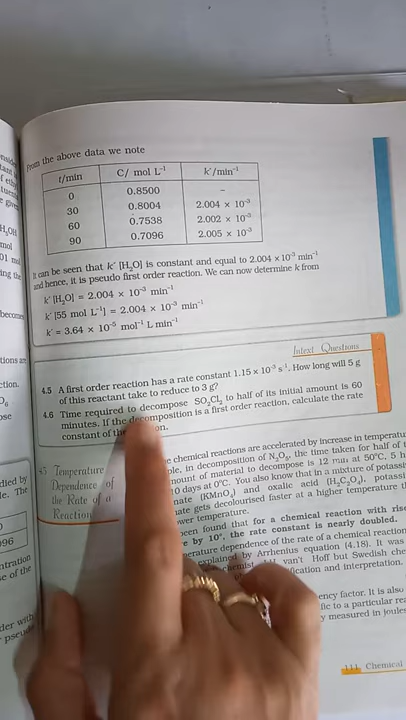 From the above data we note
t/min C/ mol L⁻¹ k′/min⁻¹
0 0.8500 –
30 0.8004 2.004 × 10⁻³
60 0.7538 2.002 × 10⁻³
90 0.7096 2.005 × 10⁻³
It can be seen that k′ [H₂O] is constant and equal to 2.004 × 10⁻³ min⁻¹
and hence, it is pseudo first order reaction. We can now determine k from
k′ [H₂O] = 2.004 × 10⁻³ min⁻¹
k′ [55 mol L⁻¹] = 2.004 × 10⁻³ min⁻¹
k′ = 3.64 × 10⁻⁵ mol⁻¹ L min⁻¹
Intext Questions
4.5 A first order reaction has a rate constant 1.15 × 10⁻³ s⁻¹. How long will 5 g
of this reactant take to reduce to 3 g?
4.6 Time required to decompose SO₂Cl₂ to half of its initial amount is 60
minutes. If the decomposition is a first order reaction, calculate the rate
constant of the
Temperature
Dependence of
the Rate of a
Reaction
chemical reactions are accelerated by increase in
in decomposition of N₂O₅, the time taken for half of
amount of material to decompose is 12 min at 50°C, 5 h
10 days at 0°C. You also know that in a mixture of
(KMnO₄) and oxalic acid (H₂C₂O₄),
gets decolourised faster at a higher temperature
temperature.
been found that for a chemical reaction with
by 10°, the rate constant is nearly doubled.
temperature dependence of the rate of a chemical
explained by Arrhenius equation (4.18). It was
chemist van't Hoff but Swedish
and interpretation.
factor. It is also
to a particular
measured in
111 Chemical